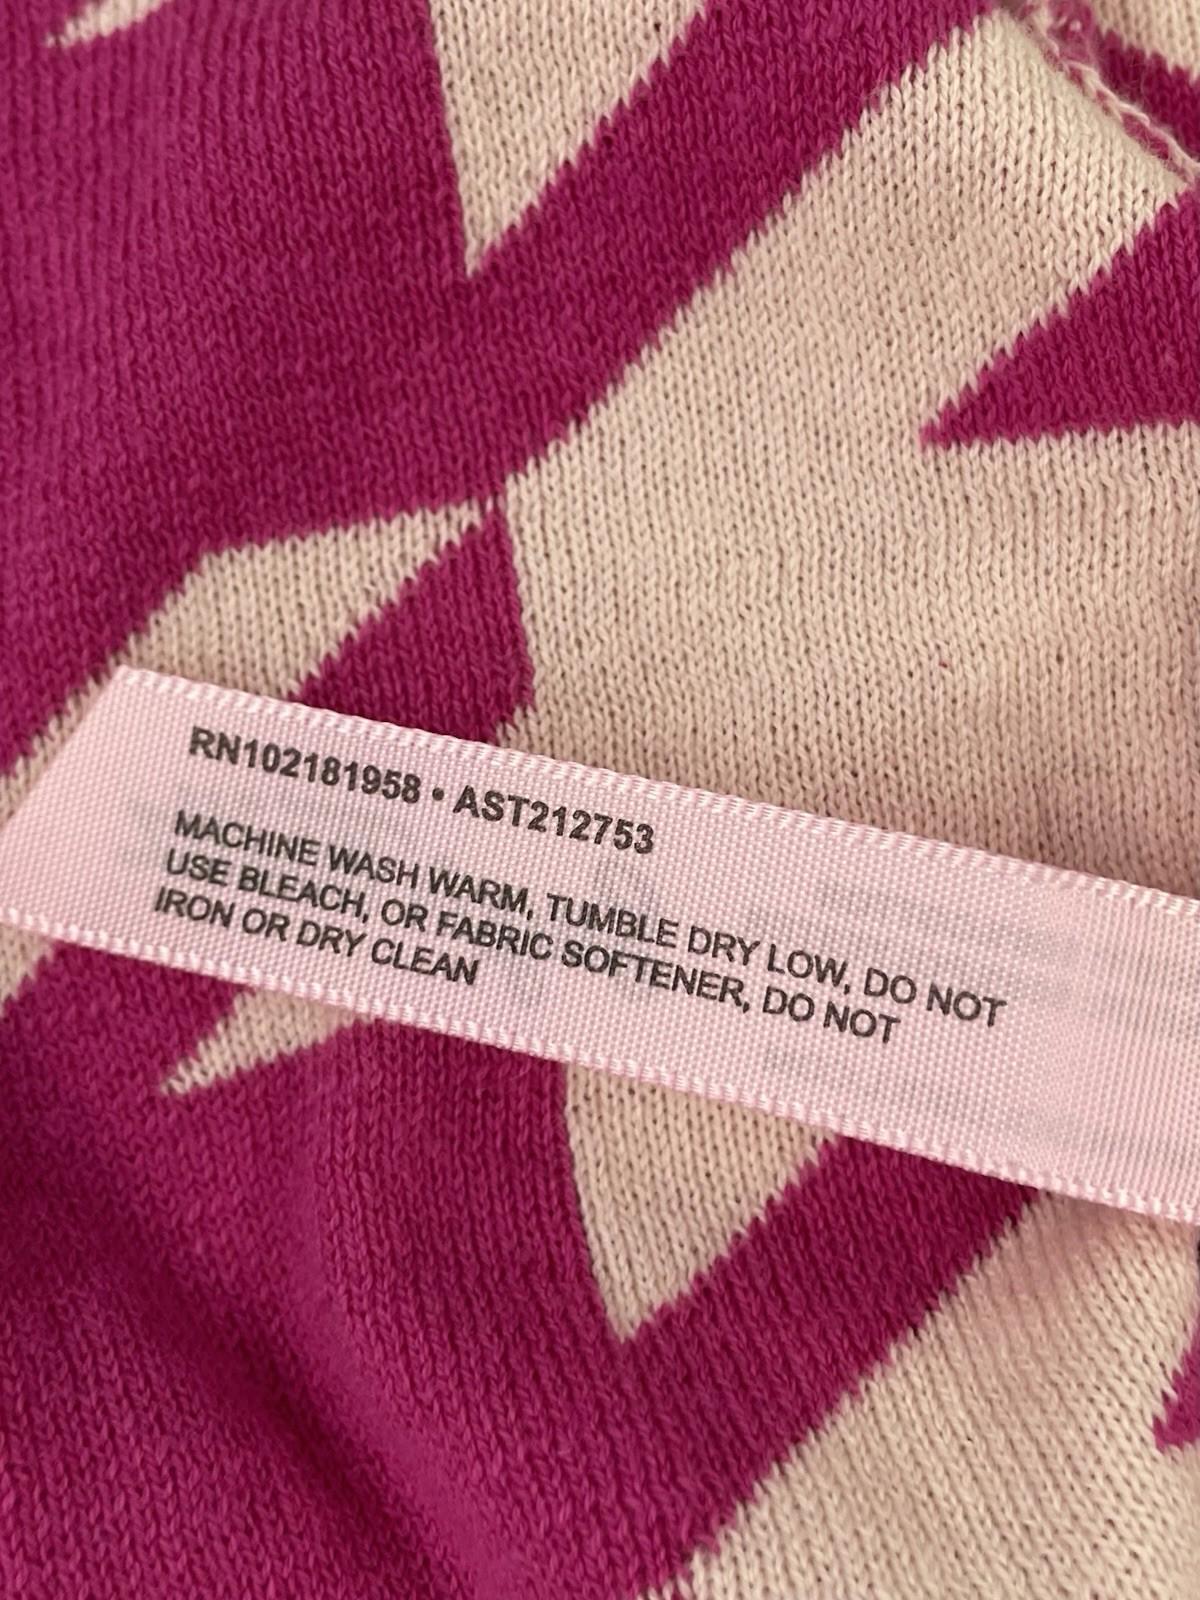 RN102181958 • AST212753
MACHINE WASH WARM, TUMBLE DRY LOW, DO NOT
USE BLEACH, OR FABRIC SOFTENER, DO NOT
IRON OR DRY CLEAN